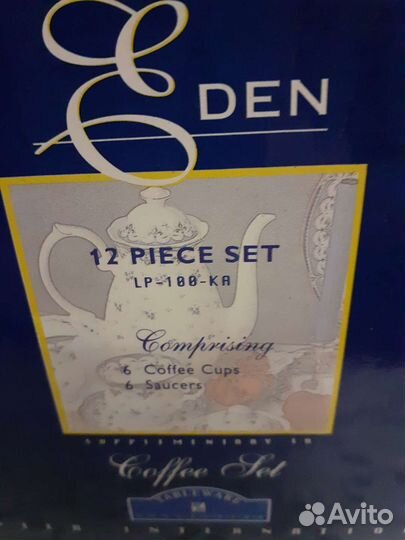 EDEN
12 PIECE SET
LP-100-KA
Comprising
6 Coffee Cups
6 Saucers
Coffee Set
TABLEWARE
Avito